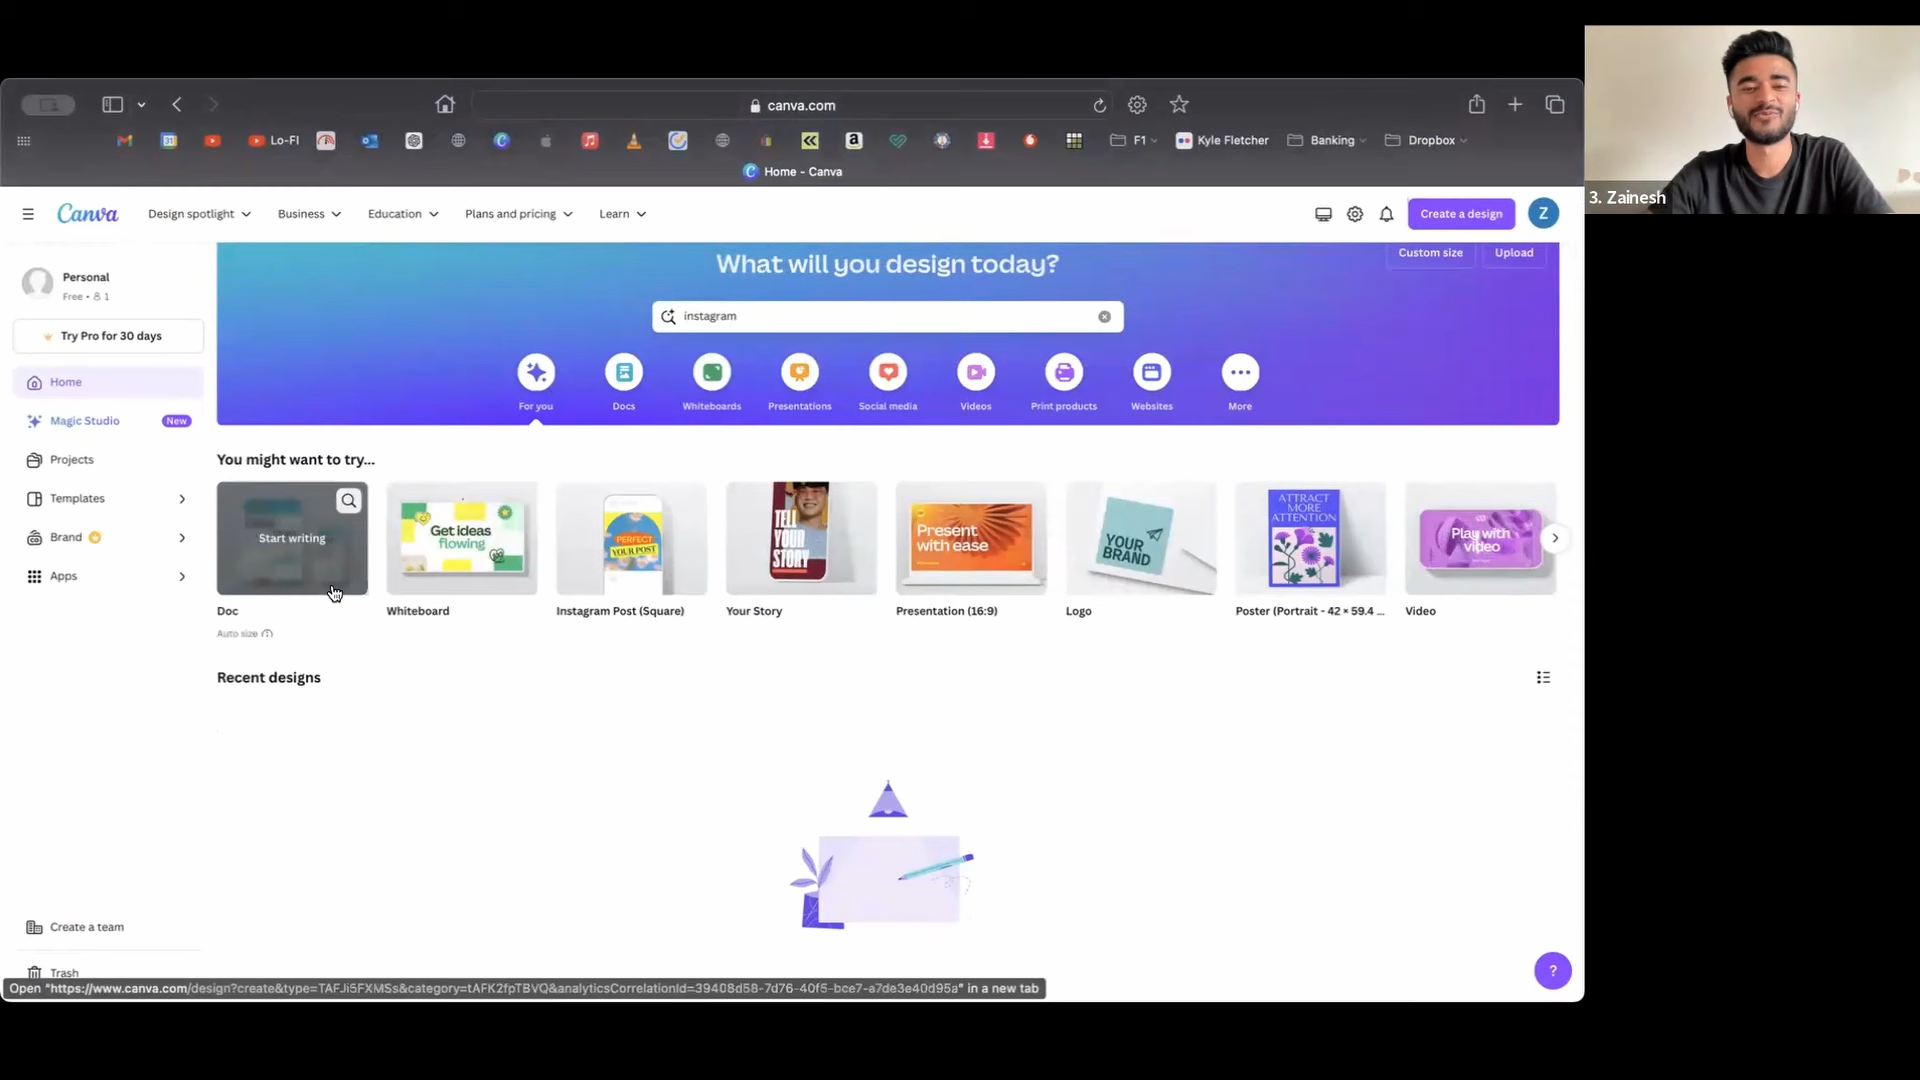 canva.com
Lo-Fi
F1
Kyle Fletcher
Banking
Dropbox
Home - Canva
3. Zainesh
Canva
Design spotlight
Business
Education
Plans and pricing
Learn
Create a design
Z
Personal
Free • 1
Try Pro for 30 days
Home
Magic Studio
New
Projects
Templates
Brand
Apps
Create a team
Trash
What will you design today?
Custom size
Upload
instagram
For you
Docs
Whiteboards
Presentations
Social media
Videos
Print products
Websites
More
You might want to try...
Start writing
Get ideas
flowing
PERFECT
YOUR POST
TELL
YOUR
STORY
Present
with ease
YOUR
BRAND
ATTRACT
MORE
ATTENTION
Play with
video
Doc
Whiteboard
Instagram Post (Square)
Your Story
Presentation (16:9)
Logo
Poster (Portrait - 42 × 59.4 ...
Video
Auto size
Recent designs
?
Open "https://www.canva.com/design?create&type=TAFJi5FXMSs&category=tAFK2fpTBVQ&analyticsCorrelationId=39408d58-7d76-40f5-bce7-a7de3e40d95a" in a new tab